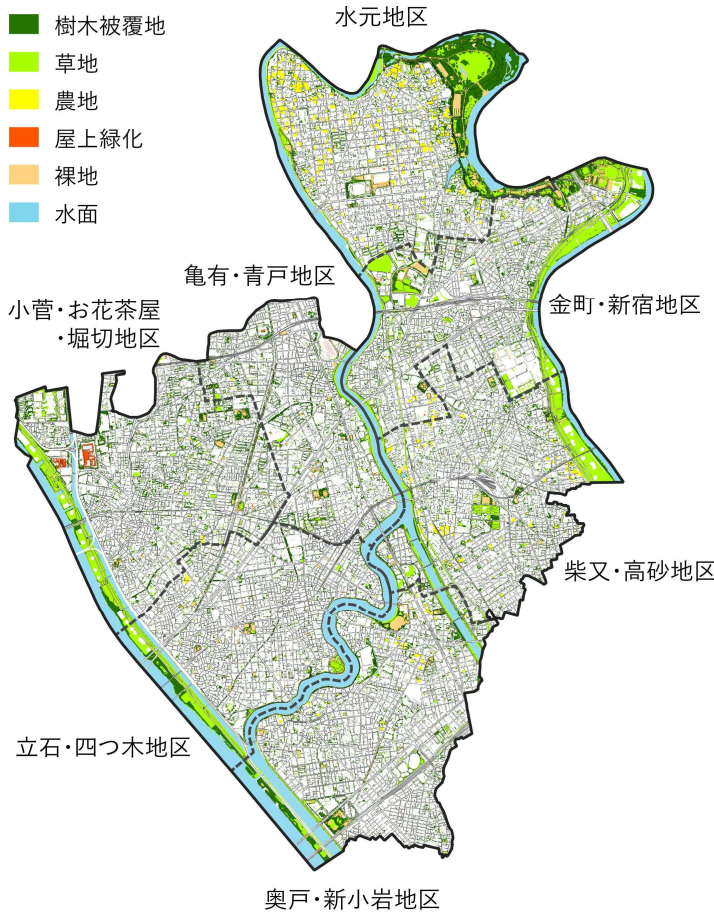 樹木被覆地
草地
農地
屋上緑化
裸地
水面
水元地区
亀有・青戸地区
小菅・お花茶屋
・堀切地区
金町・新宿地区
柴又・高砂地区
立石・四つ木地区
奥戸・新小岩地区